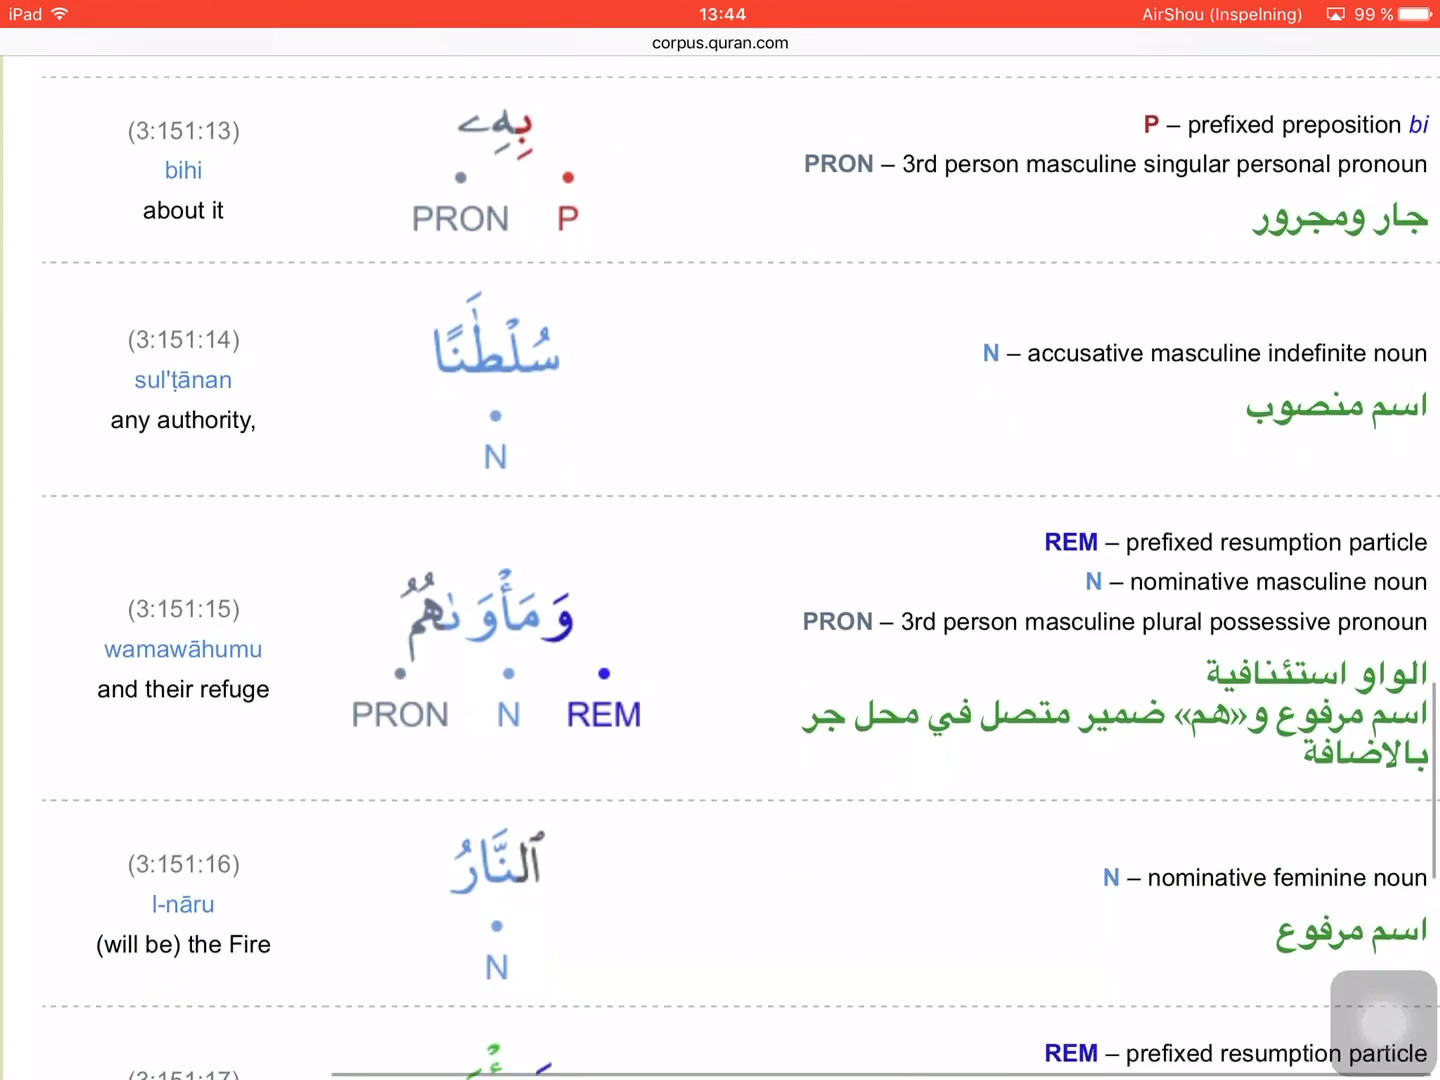 iPad 13:44 AirShou (Inspelning) 99 %
corpus.quran.com
(3:151:13)
bihi
about it
بِهِۦ
PRON P
P – prefixed preposition bi
PRON – 3rd person masculine singular personal pronoun
جار ومجرور
(3:151:14)
sul'ṭānan
any authority,
سُلْطَٰنًا
N
N – accusative masculine indefinite noun
اسم منصوب
(3:151:15)
wamawāhumu
and their refuge
وَمَأْوَىٰهُمُ
PRON N REM
REM – prefixed resumption particle
N – nominative masculine noun
PRON – 3rd person masculine plural possessive pronoun
الواو استئنافية
اسم مرفوع و«هم» ضمير متصل في محل جر
بالاضافة
(3:151:16)
l-nāru
(will be) the Fire
ٱلنَّارُ
N
N – nominative feminine noun
اسم مرفوع
(3:151:17)
REM – prefixed resumption particle